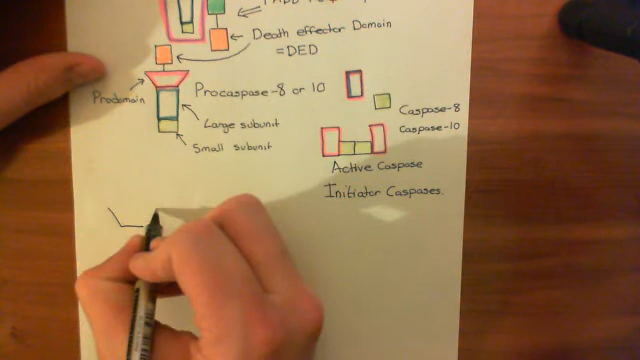 Death effector Domain
=DED
Prodomain
Procaspase-8 or 10
Large subunit
Small subunit
Caspase-8
Caspase-10
Active Caspase
Initiator Caspases.